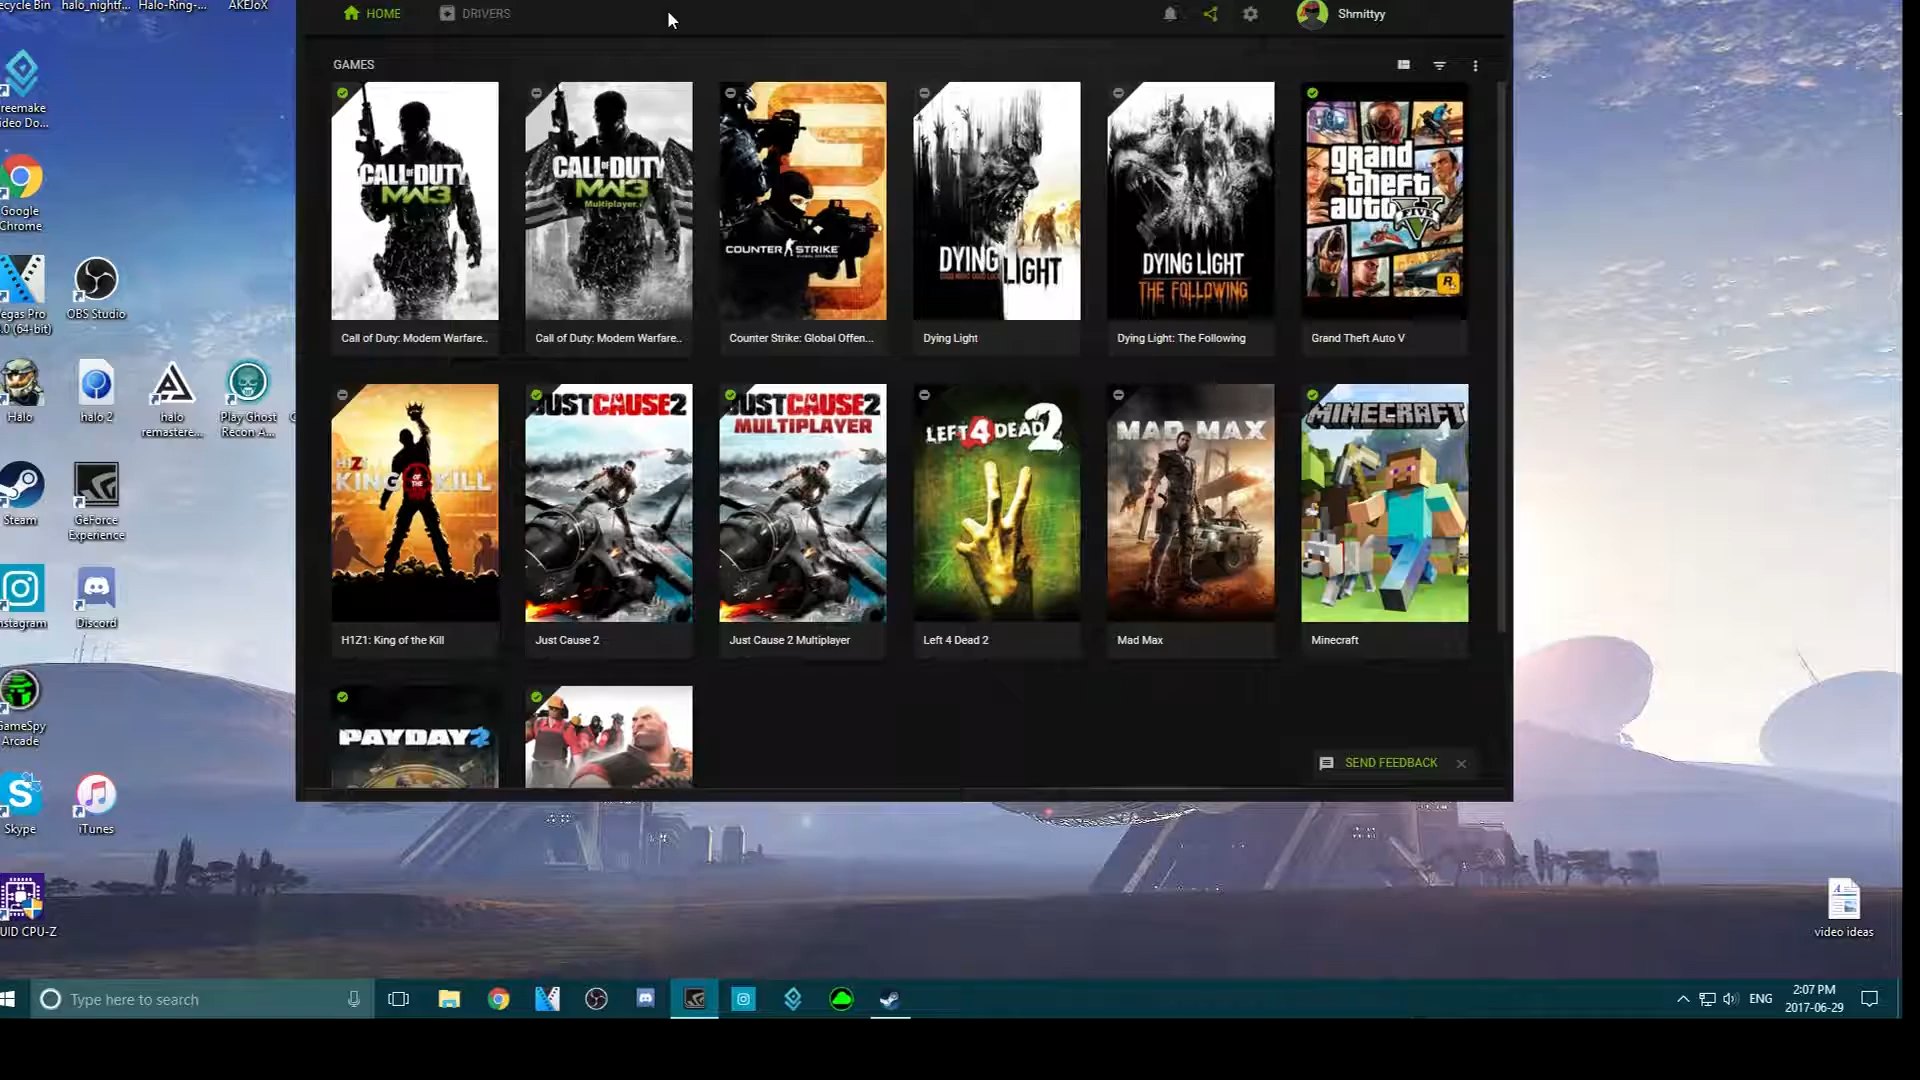 ecycle Bin
halo_nightf...
Halo-Ring-...
AKEJoX
HOME
DRIVERS
Shmittyy
GAMES
CALL OF DUTY
MW3
CALL OF DUTY
MW3
Multiplayer
COUNTER STRIKE
DYING LIGHT
DYING LIGHT
THE FOLLOWING
grand
theft
auto
FIVE
Call of Duty: Modern Warfare..
Call of Duty: Modern Warfare..
Counter Strike: Global Offen...
Dying Light
Dying Light: The Following
Grand Theft Auto V
H1Z1
KING OF THE KILL
JUST CAUSE 2
JUST CAUSE 2
MULTIPLAYER
LEFT 4 DEAD 2
MAD MAX
MINECRAFT
H1Z1: King of the Kill
Just Cause 2
Just Cause 2 Multiplayer
Left 4 Dead 2
Mad Max
Minecraft
PAYDAY 2
SEND FEEDBACK
reemake
ideo Do...
Google
Chrome
egas Pro
.0 (64-bit)
OBS Studio
Halo
halo 2
halo
remastere...
Play Ghost
Recon A...
Steam
GeForce
Experience
nstagram
Discord
GameSpy
Arcade
Skype
iTunes
UID CPU-Z
video ideas
Type here to search
ENG
2:07 PM
2017-06-29